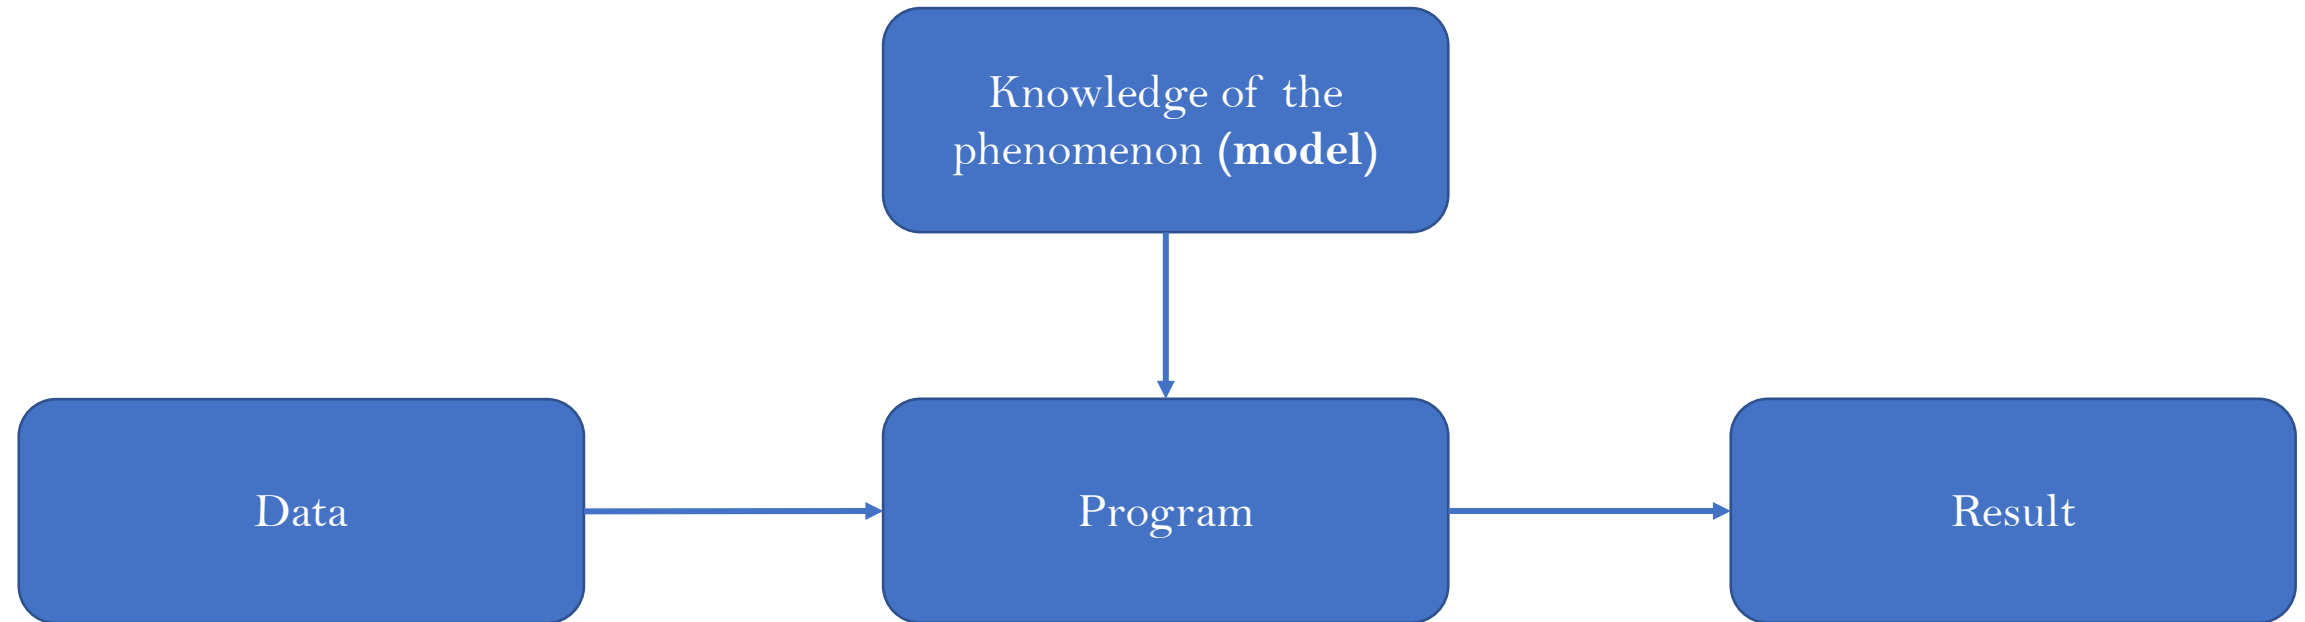 Knowledge of the
phenomenon (model)
Data
Program
Result